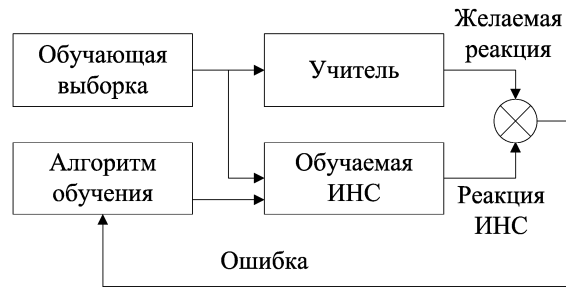 Желаемая
реакция
Обучающая
выборка
Учитель
Алгоритм
обучения
Обучаемая
ИНС
Реакция
ИНС
Ошибка